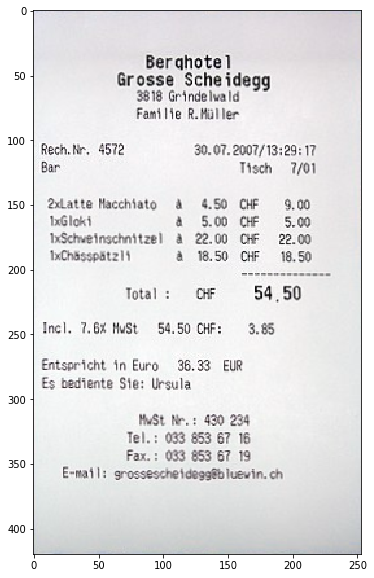 Berghotel
Grosse Scheidegg
3818 Grindelwald
Familie R.Müller
Rech.Nr. 4572 30.07.2007/13:29:17
Bar Tisch 7/01
2xLatte Macchiato à 4.50 CHF 9.00
1xGloki à 5.00 CHF 5.00
1xSchweinschnitzel à 22.00 CHF 22.00
1xChässpätzli à 18.50 CHF 18.50
Total : CHF 54.50
Incl. 7.6% MwSt 54.50 CHF: 3.85
Entspricht in Euro 36.33 EUR
Es bediente Sie: Ursula
MwSt Nr.: 430 234
Tel.: 033 853 67 16
Fax.: 033 853 67 19
E-mail: grossescheidegg@bluewin.ch
0
50
100
150
200
250
300
350
400
0 50 100 150 200 250